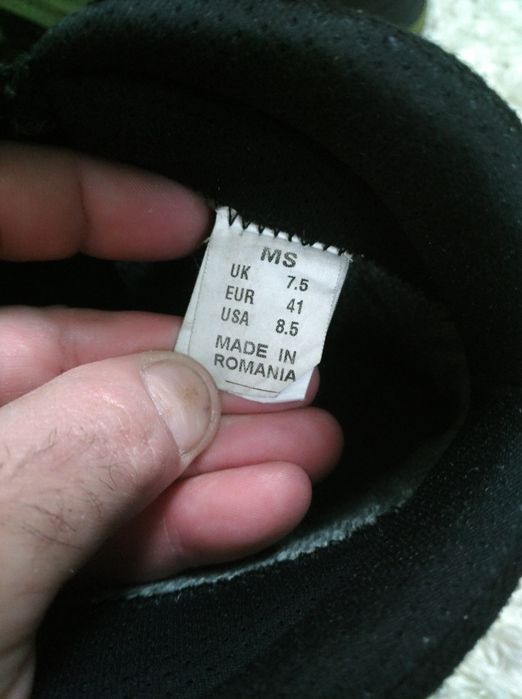 MS
UK 7.5
EUR 41
USA 8.5
MADE IN
ROMANIA